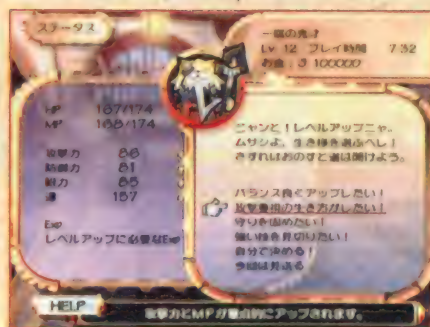 ステータス
一騎の鬼け
Lv. 12 プレイ時間 7:32
お金：J 100000
HP 167/174
MP 168/174
攻撃力 86
防御力 81
耐力 85
運 157
Exp
レベルアップに必要なExp
ニャンと！レベルアップニャ。
ムサシよ、生き様を選ぶべし！
さすればおのずと道は開けよう。
バランス良くアップしたい！
攻撃重視の生き方がしたい！
守りを固めたい！
強い技を見切りたい！
自分で決める！
今回は見送る
HELP
攻撃力とMPが重点的にアップされます。